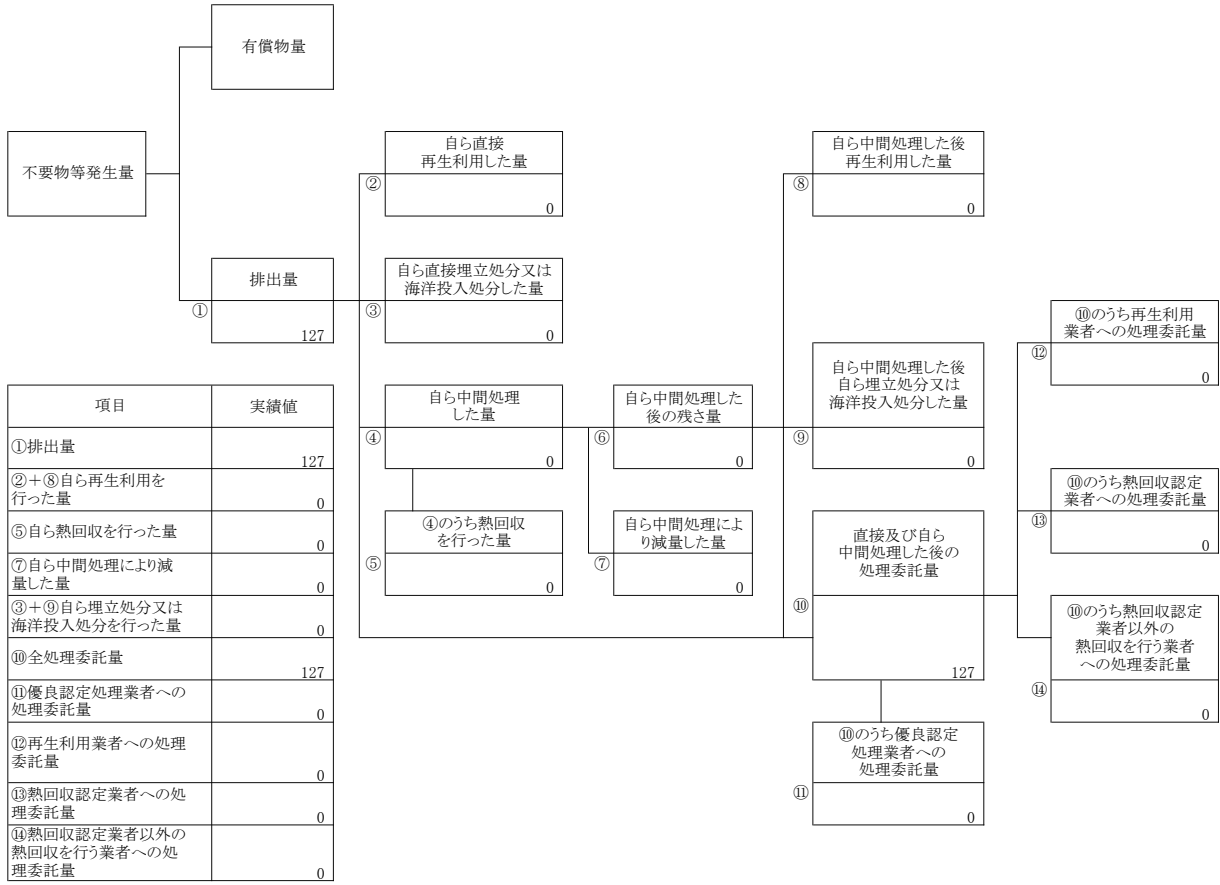 有償物量
不要物等発生量
自ら直接
再生利用した量
②
0
自ら中間処理した後
再生利用した量
⑧
0
排出量
①
127
自ら直接埋立処分又は
海洋投入処分した量
③
0
⑩のうち再生利用
業者への処理委託量
⑫
0
自ら中間処理
した量
④
0
自ら中間処理した
後の残さ量
⑥
0
自ら中間処理した後
自ら埋立処分又は
海洋投入処分した量
⑨
0
⑩のうち熱回収認定
業者への処理委託量
⑬
0
④のうち熱回収
を行った量
⑤
0
自ら中間処理によ
り減量した量
⑦
0
直接及び自ら
中間処理した後の
処理委託量
⑩
127
⑩のうち熱回収認定
業者以外の
熱回収を行う業者
への処理委託量
⑭
0
⑩のうち優良認定
処理業者への
処理委託量
⑪
0
項目 実績値
①排出量
127
②＋⑧自ら再生利用を
行った量 0
⑤自ら熱回収を行った量
0
⑦自ら中間処理により減
量した量 0
③＋⑨自ら埋立処分又は
海洋投入処分を行った量 0
⑩全処理委託量
127
⑪優良認定処理業者への
処理委託量 0
⑫再生利用業者への処理
委託量
0
⑬熱回収認定業者への処
理委託量 0
⑭熱回収認定業者以外の
熱回収を行う業者への処
理委託量 0